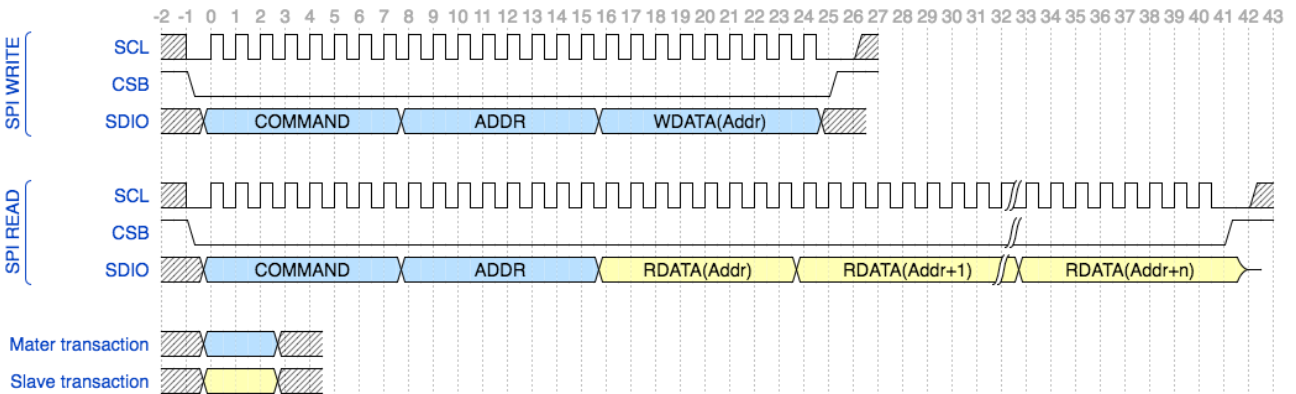 -2 -1 0 1 2 3 4 5 6 7 8 9 10 11 12 13 14 15 16 17 18 19 20 21 22 23 24 25 26 27 28 29 30 31 32 33 34 35 36 37 38 39 40 41 42 43
SPI WRITE
SCL
CSB
SDIO COMMAND ADDR WDATA(Addr)
SPI READ
SCL
CSB
SDIO COMMAND ADDR RDATA(Addr) RDATA(Addr+1) RDATA(Addr+n)
Mater transaction
Slave transaction